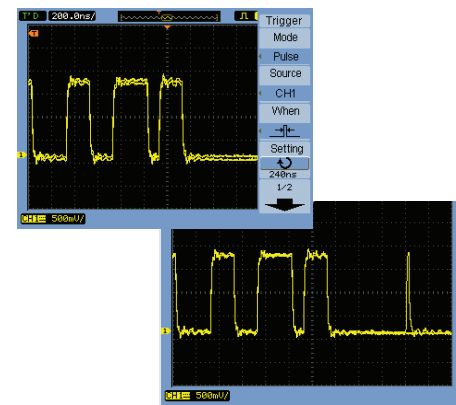 T'D 200.0ns/
T
Trigger
Mode
Pulse
Source
CH1
When
Setting
240ns
1/2
1
CH1 500mV/
1
CH1 500mV/